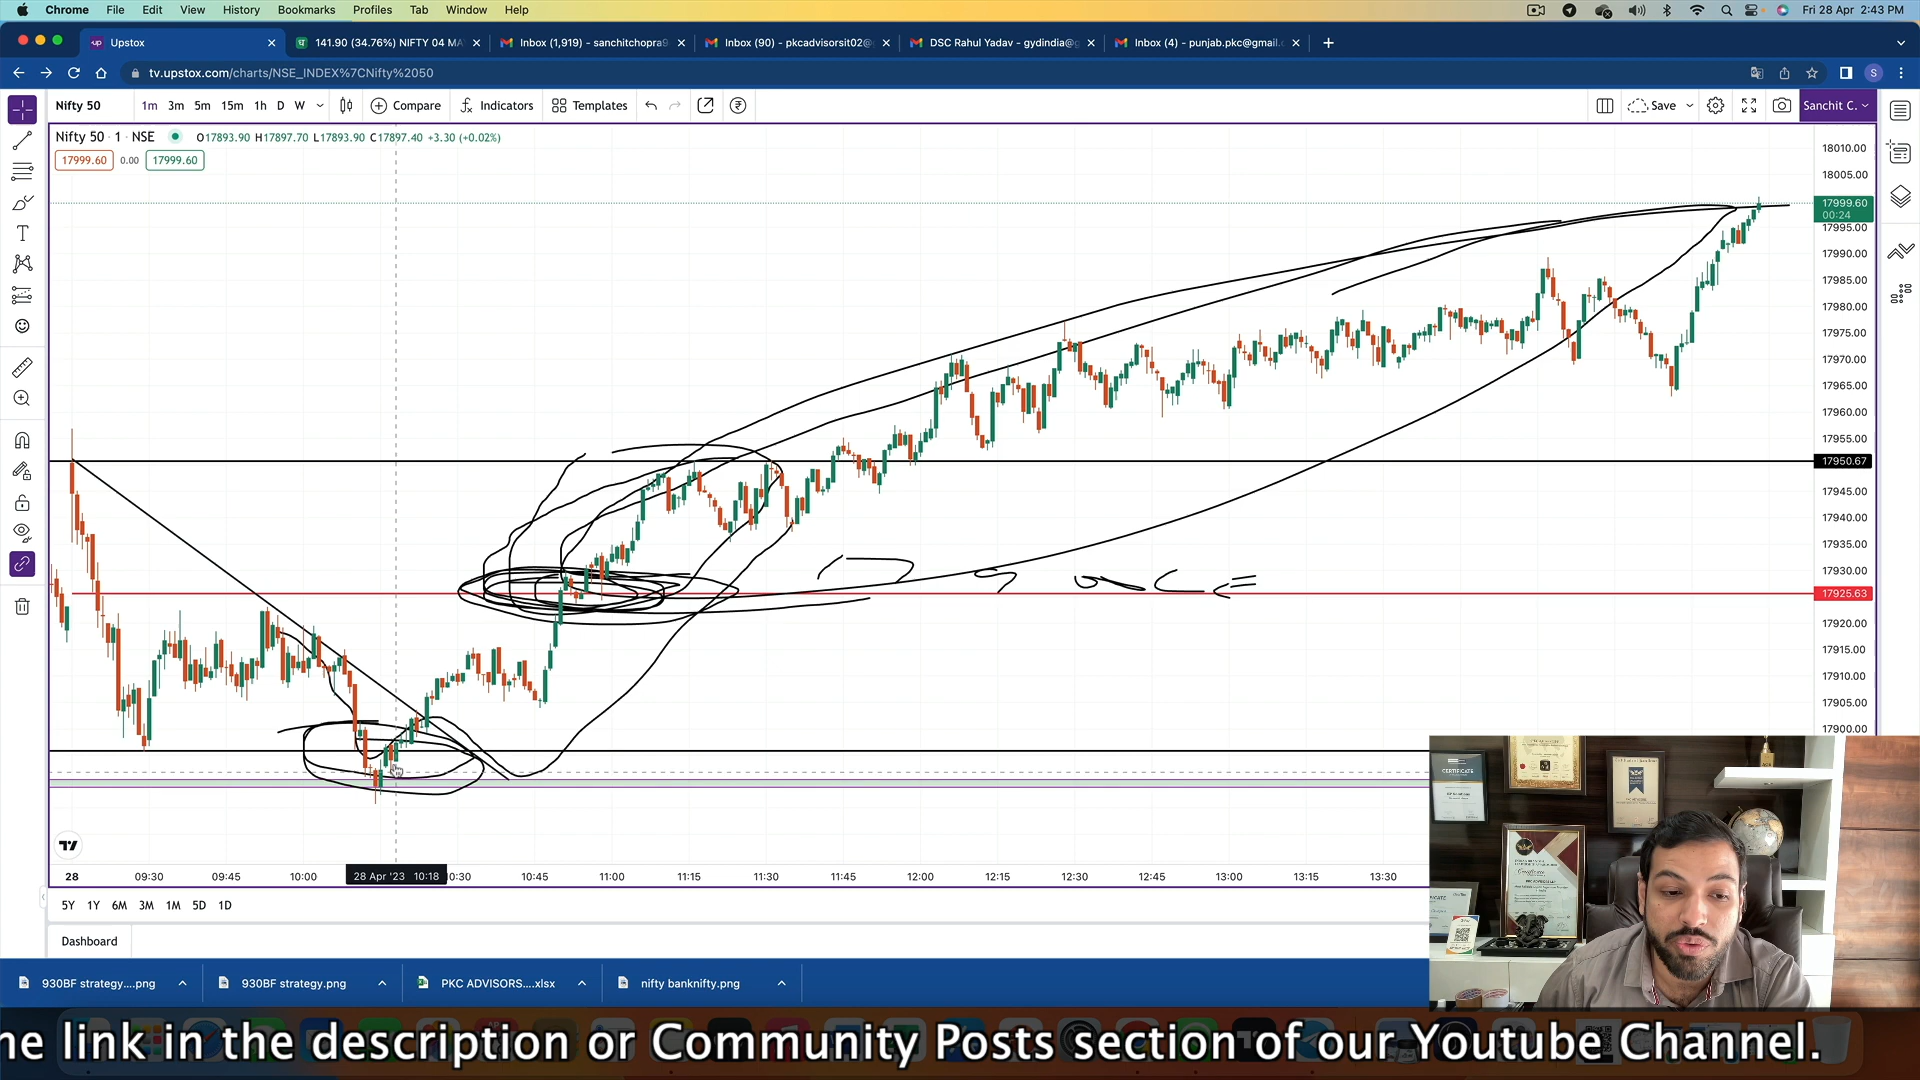 Chrome File Edit View History Bookmarks Profiles Tab Window Help Fri 28 Apr 2:43 PM
Upstox 141.90 (34.76%) NIFTY 04 MA Inbox (1,919) - sanchitchopra9 Inbox (90) - pkcadvisorsit02@ DSC Rahul Yadav - gydindia@g Inbox (4) - punjab.pkc@gmail.
tv.upstox.com/charts/NSE_INDEX%7CNifty%2050 S
Nifty 50 1m 3m 5m 15m 1h D W Compare Indicators Templates Save Sanchit C.
Nifty 50 · 1 · NSE O17893.90 H17897.70 L17893.90 C17897.40 +3.30 (+0.02%)
17999.60 0.00 17999.60
18010.00
18005.00
17999.60
00:24
17995.00
17990.00
17985.00
17980.00
17975.00
17970.00
17965.00
17960.00
17955.00
17950.67
17945.00
17940.00
17935.00
17930.00
17925.63
17920.00
17915.00
17910.00
17905.00
17900.00
28 09:30 09:45 10:00 28 Apr '23 10:18 0:30 10:45 11:00 11:15 11:30 11:45 12:00 12:15 12:30 12:45 13:00 13:15 13:30
5Y 1Y 6M 3M 1M 5D 1D
Dashboard
930BF strategy....png 930BF strategy.png PKC ADVISORS....xlsx nifty banknifty.png
ne link in the description or Community Posts section of our Youtube Channel.